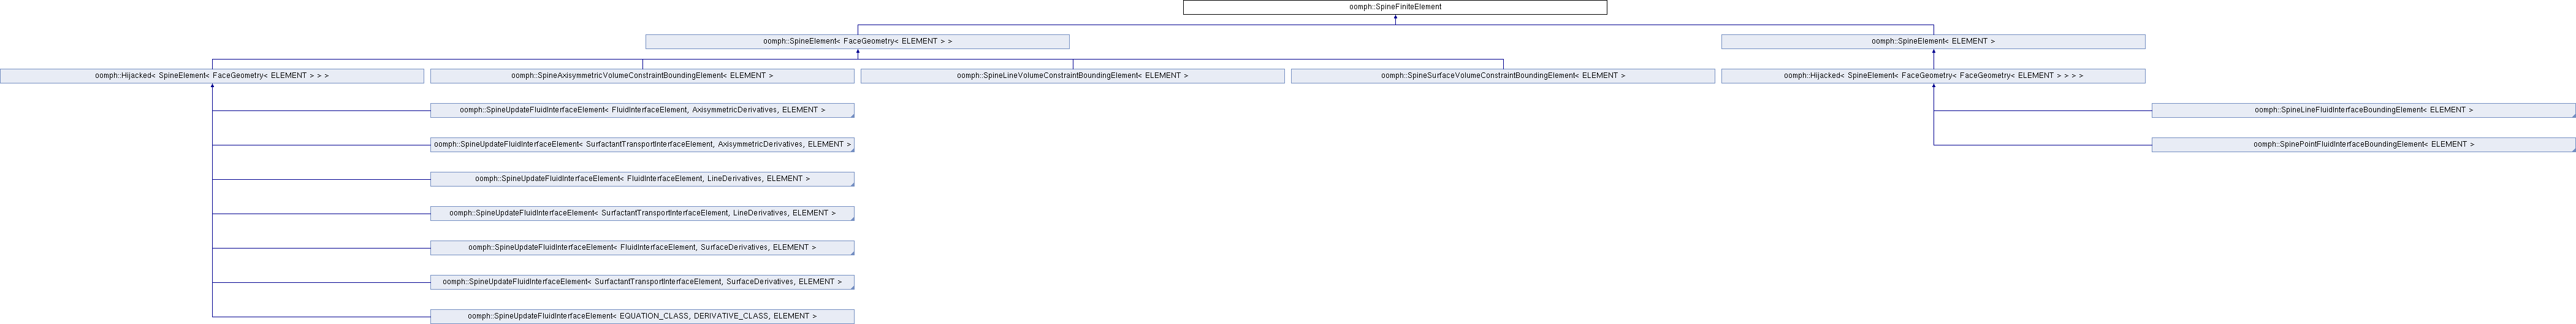 oomph::SpineFiniteElement
oomph::SpineElement< FaceGeometry< ELEMENT > >
oomph::SpineElement< ELEMENT >
oomph::Hijacked< SpineElement< FaceGeometry< ELEMENT > > >
oomph::SpineAxisymmetricVolumeConstraintBoundingElement< ELEMENT >
oomph::SpineLineVolumeConstraintBoundingElement< ELEMENT >
oomph::SpineSurfaceVolumeConstraintBoundingElement< ELEMENT >
oomph::Hijacked< SpineElement< FaceGeometry< FaceGeometry< ELEMENT > > > >
oomph::SpineUpdateFluidInterfaceElement< FluidInterfaceElement, AxisymmetricDerivatives, ELEMENT >
oomph::SpineLineFluidInterfaceBoundingElement< ELEMENT >
oomph::SpineUpdateFluidInterfaceElement< SurfactantTransportInterfaceElement, AxisymmetricDerivatives, ELEMENT >
oomph::SpinePointFluidInterfaceBoundingElement< ELEMENT >
oomph::SpineUpdateFluidInterfaceElement< FluidInterfaceElement, LineDerivatives, ELEMENT >
oomph::SpineUpdateFluidInterfaceElement< SurfactantTransportInterfaceElement, LineDerivatives, ELEMENT >
oomph::SpineUpdateFluidInterfaceElement< FluidInterfaceElement, SurfaceDerivatives, ELEMENT >
oomph::SpineUpdateFluidInterfaceElement< SurfactantTransportInterfaceElement, SurfaceDerivatives, ELEMENT >
oomph::SpineUpdateFluidInterfaceElement< EQUATION_CLASS, DERIVATIVE_CLASS, ELEMENT >